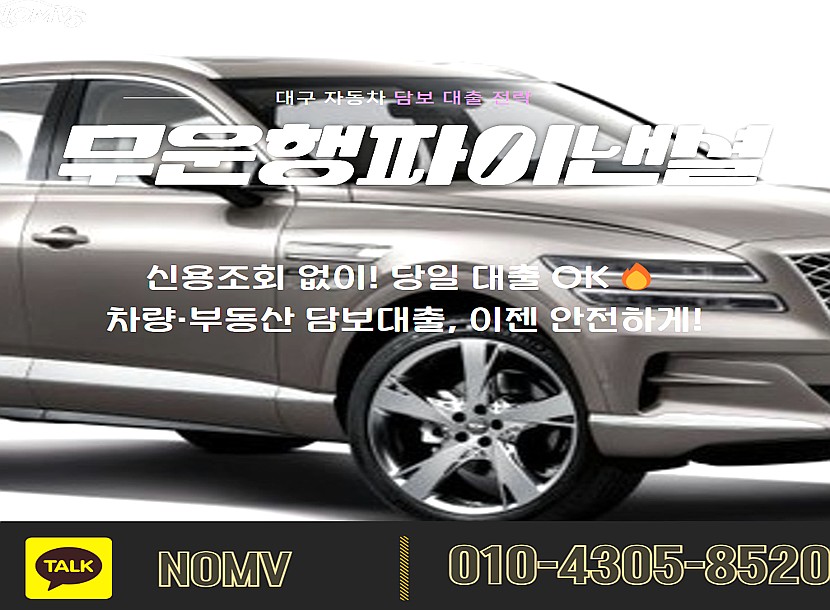 NOMV
대구 자동차 담보 대출 전략
무운행파이낸셜
신용조회 없이! 당일 대출 OK🔥
차량·부동산 담보대출, 이젠 안전하게!
TALK NOMV 010-4305-8520